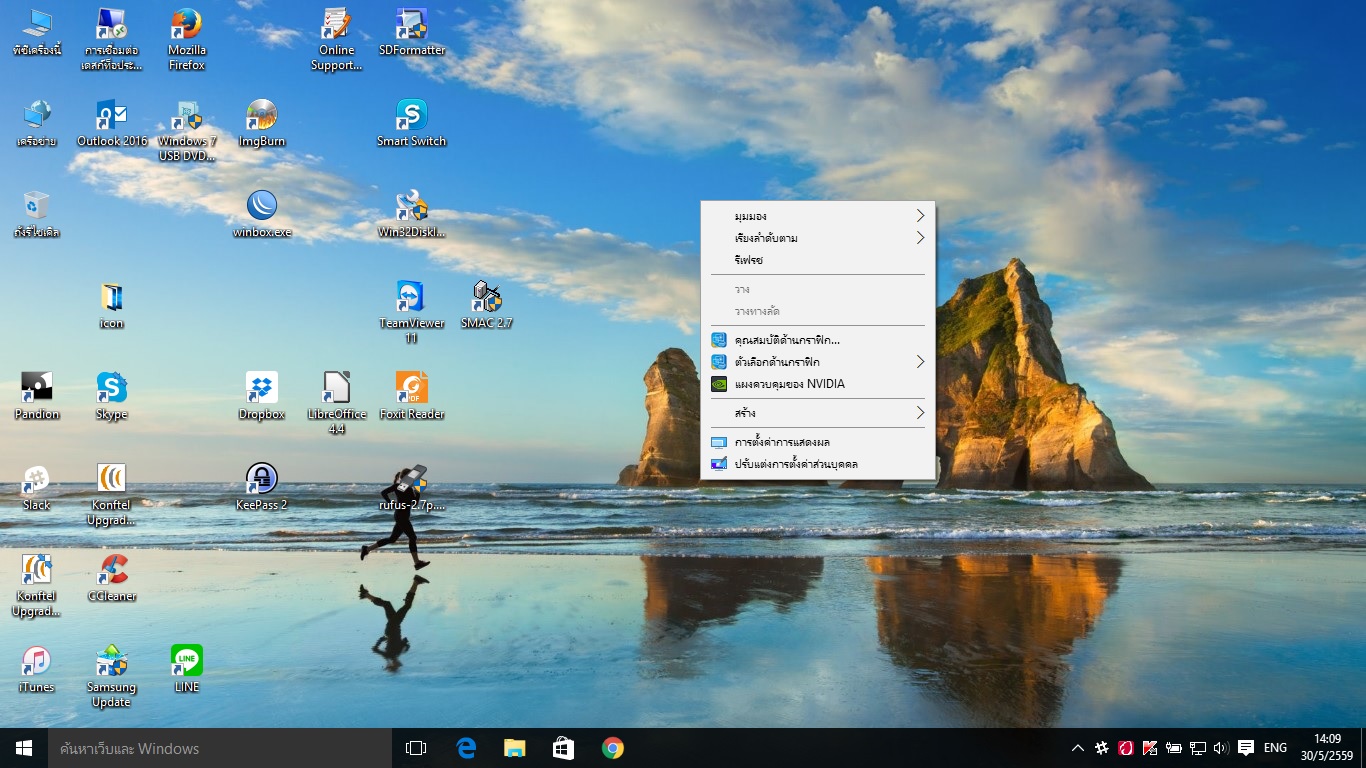 พีซีเครื่องนี้
การเชื่อมต่อ
เดสก์ท็อประ...
Mozilla
Firefox
Online
Support...
SDFormatter
เครือข่าย
Outlook 2016
Windows 7
USB DVD...
ImgBurn
Smart Switch
ถังรีไซเคิล
winbox.exe
Win32DiskI...
icon
TeamViewer
11
SMAC 2.7
Pandion
Skype
Dropbox
LibreOffice
4.4
Foxit Reader
Slack
Konftel
Upgrad...
KeePass 2
rufus-2.7p....
Konftel
Upgrad...
CCleaner
iTunes
Samsung
Update
LINE
LINE
มุมมอง
เรียงลำดับตาม
รีเฟรช
วาง
วางทางลัด
คุณสมบัติด้านกราฟิก...
ตัวเลือกด้านกราฟิก
แผงควบคุมของ NVIDIA
สร้าง
การตั้งค่าการแสดงผล
ปรับแต่งการตั้งค่าส่วนบุคคล
ค้นหาเว็บและ Windows
ENG
14:09
30/5/2559